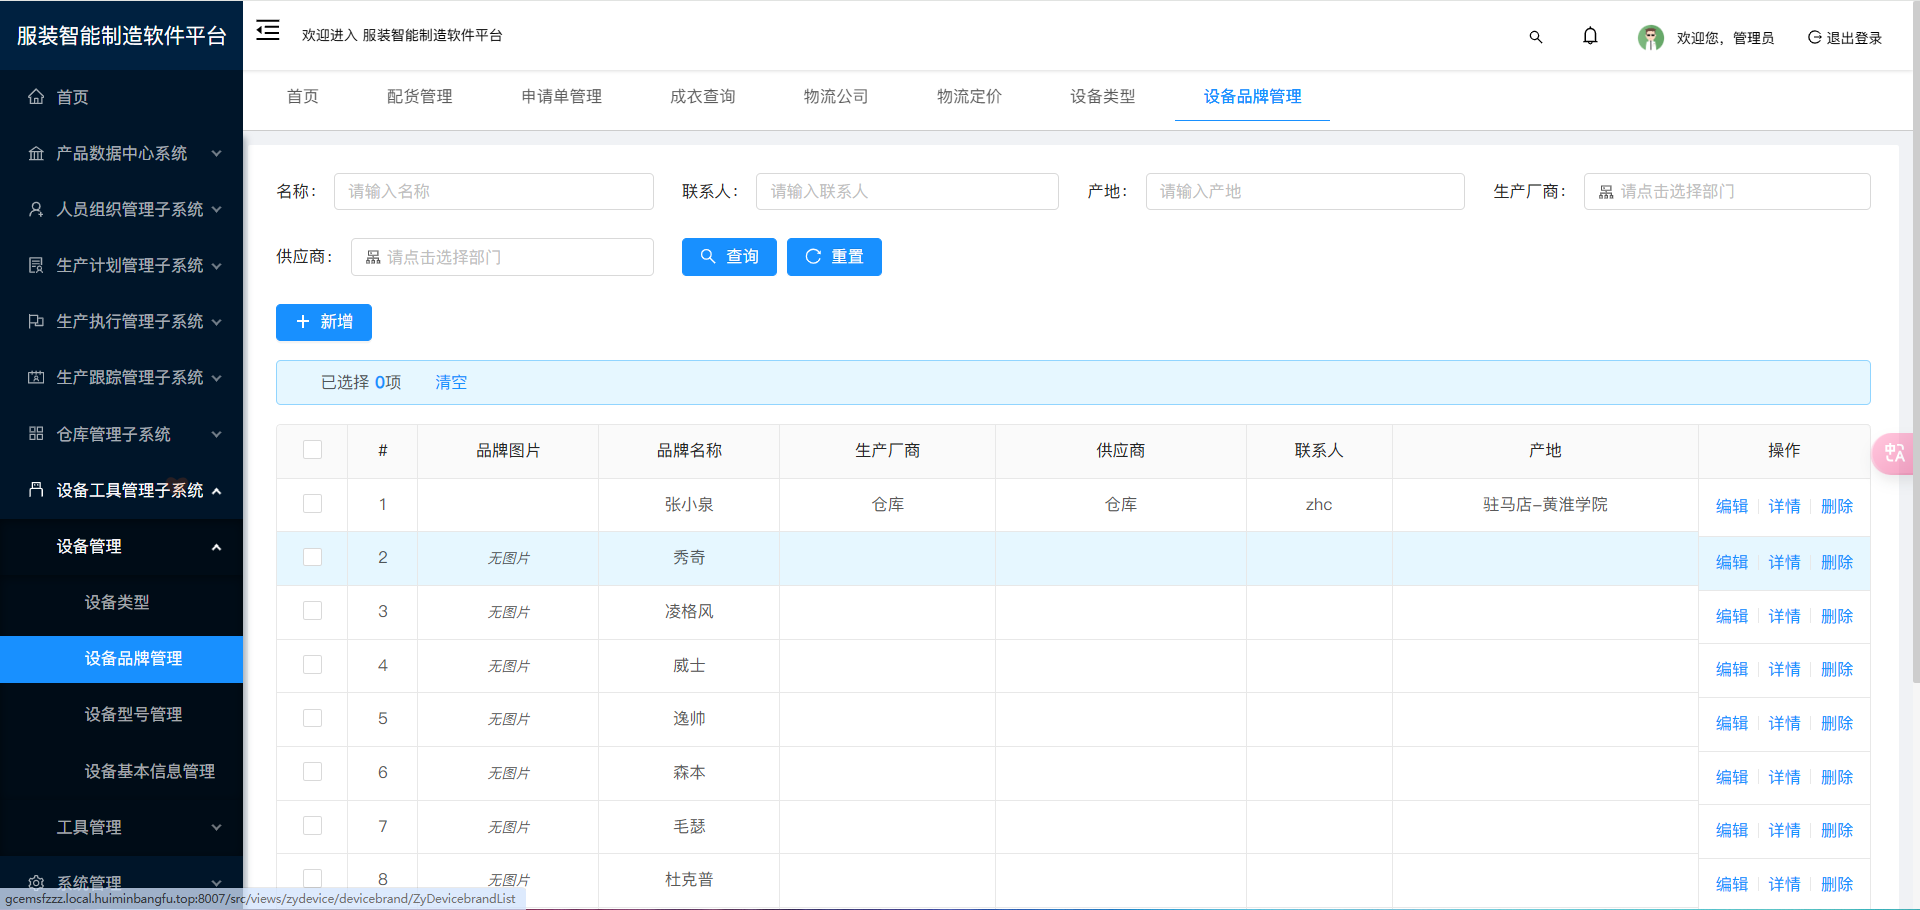 服装智能制造软件平台
欢迎进入 服装智能制造软件平台
欢迎您，管理员
退出登录
首页
产品数据中心系统
人员组织管理子系统
生产计划管理子系统
生产执行管理子系统
生产跟踪管理子系统
仓库管理子系统
设备工具管理子系统
设备管理
设备类型
设备品牌管理
设备型号管理
设备基本信息管理
工具管理
系统管理
首页 配货管理 申请单管理 成衣查询 物流公司 物流定价 设备类型 设备品牌管理
名称： 请输入名称 联系人： 请输入联系人 产地： 请输入产地 生产厂商： 请点击选择部门
供应商： 请点击选择部门 查询 重置
新增
已选择 0项 清空
# 品牌图片 品牌名称 生产厂商 供应商 联系人 产地 操作
1 张小泉 仓库 仓库 zhc 驻马店-黄淮学院 编辑 详情 删除
2 无图片 秀奇 编辑 详情 删除
3 无图片 凌格风 编辑 详情 删除
4 无图片 威士 编辑 详情 删除
5 无图片 逸帅 编辑 详情 删除
6 无图片 森本 编辑 详情 删除
7 无图片 毛瑟 编辑 详情 删除
8 无图片 杜克普 编辑 详情 删除
gcemsfzzz.local.huiminbangfu.top:8007/src/views/zydevice/devicebrand/ZyDevicebrandList